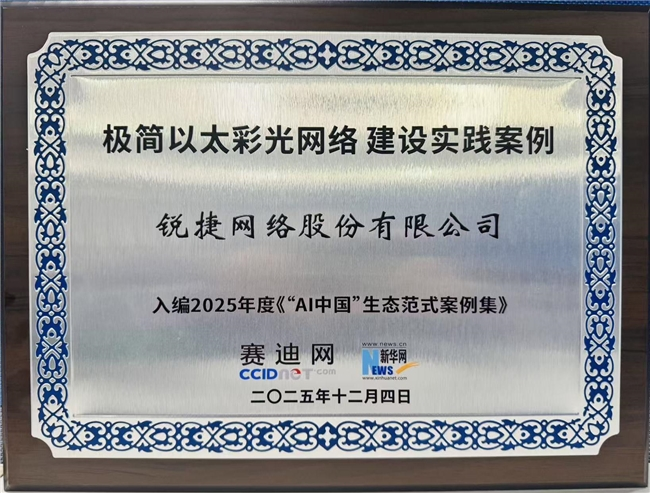 极简以太彩光网络 建设实践案例
锐捷网络股份有限公司
入编2025年度《“AI中国”生态范式案例集》
赛迪网
CCIDnet.com
www.news.cn
新华网
NEWS
www.xinhuanet.com
二〇二五年十二月四日